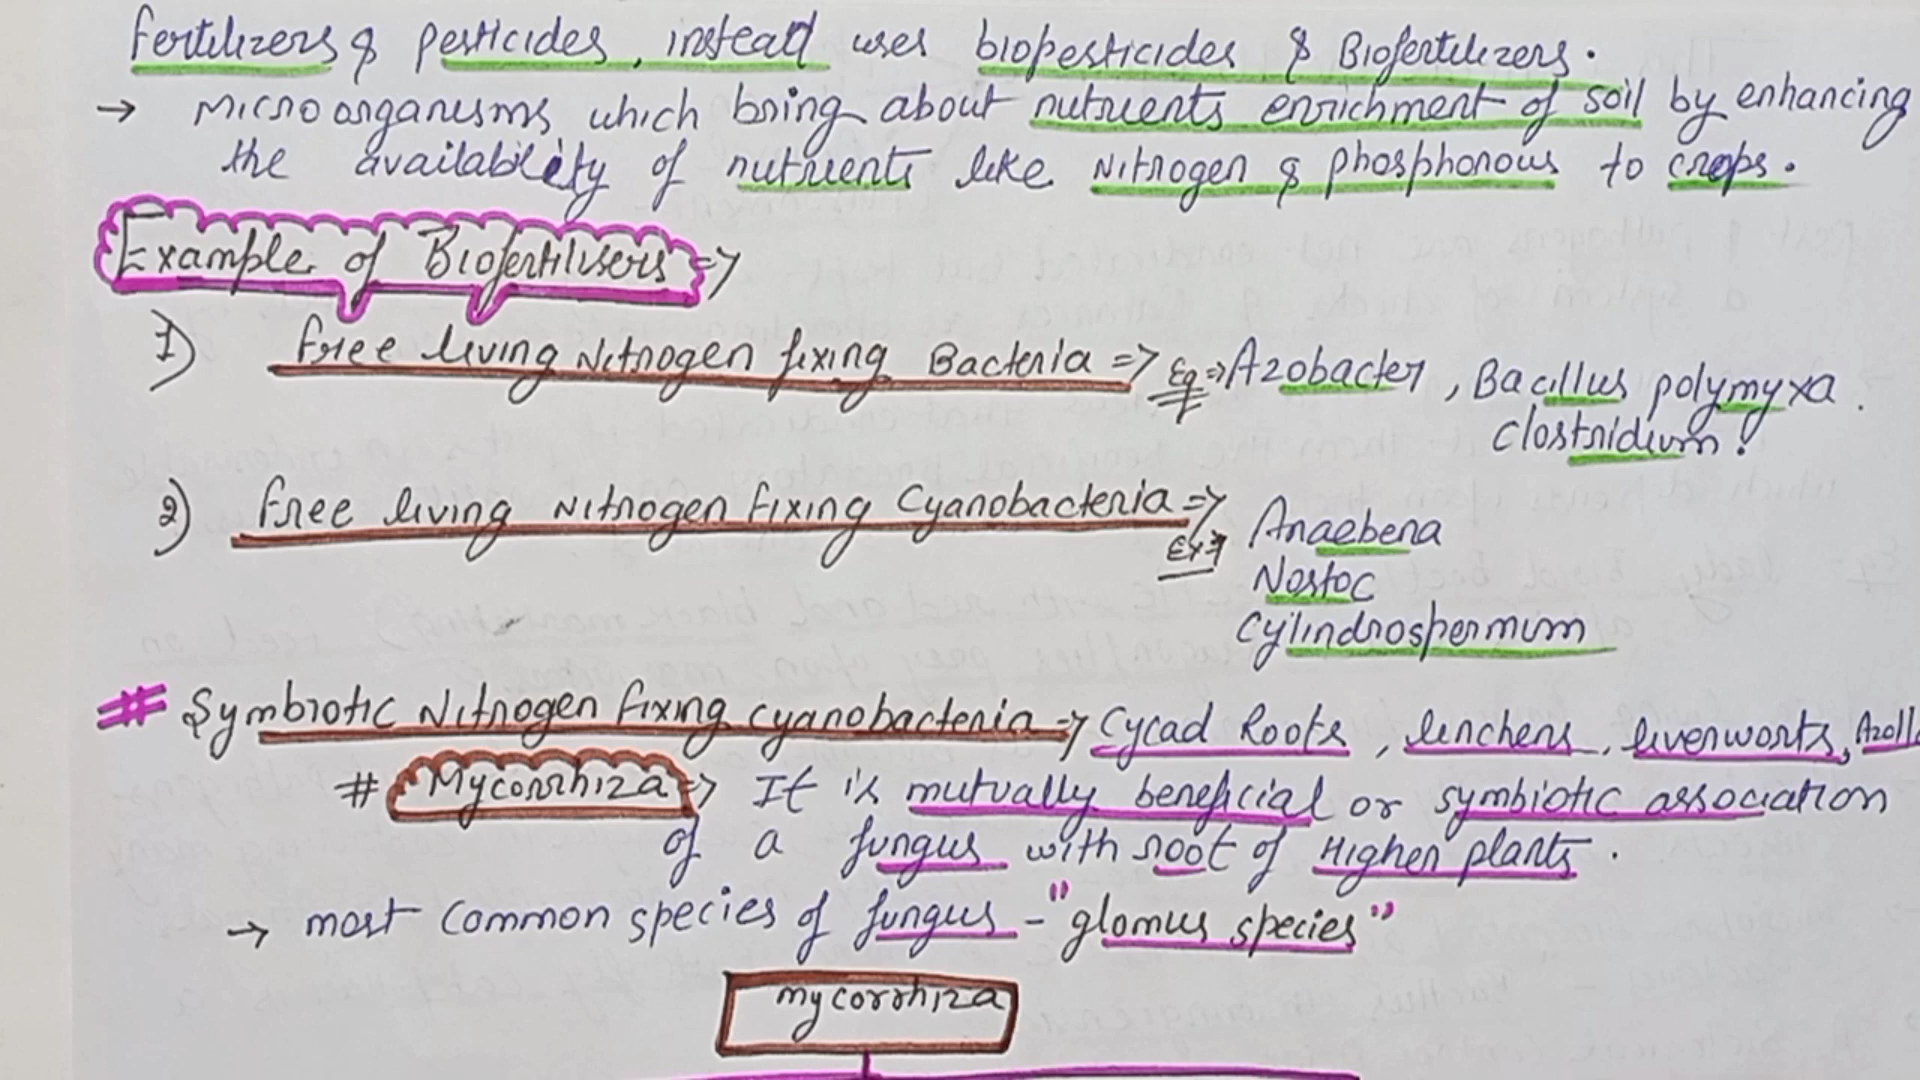 fertilizers & pesticides, instead uses biopesticides & Biofertilizers.
→ Microorganisms which bring about nutrients enrichment of soil by enhancing
the availability of nutrients like Nitrogen & phosphorous to crops.
Example of Biofertilisers =>
1) free living Nitrogen fixing Bacteria => Eg => Azobacter, Bacillus polymyxa.
Clostridium.
2) free living Nitrogen Fixing Cyanobacteria =>
Ex => Anaebena
Nostoc
Cylindrospermum
# Symbiotic Nitrogen fixing cyanobacteria => Cycad Roots, linchens, liverworts, Azoll
# Mycorrhiza => It is mutually beneficial or symbiotic association
of a fungus with root of Higher plants.
→ most common species of fungus - "glomus species"
mycorrhiza